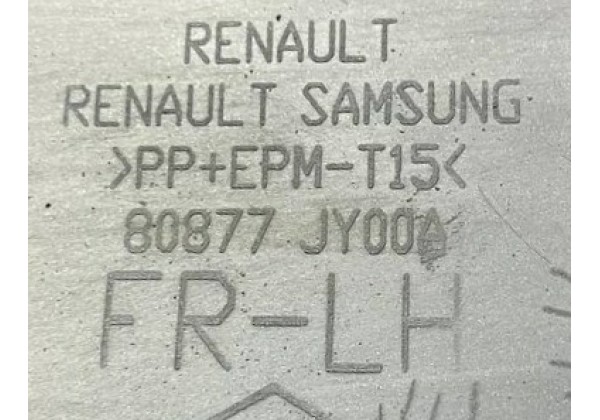 RENAULT
RENAULT SAMSUNG
>PP+EPM-T15<
80877 JY00A
FR-LH